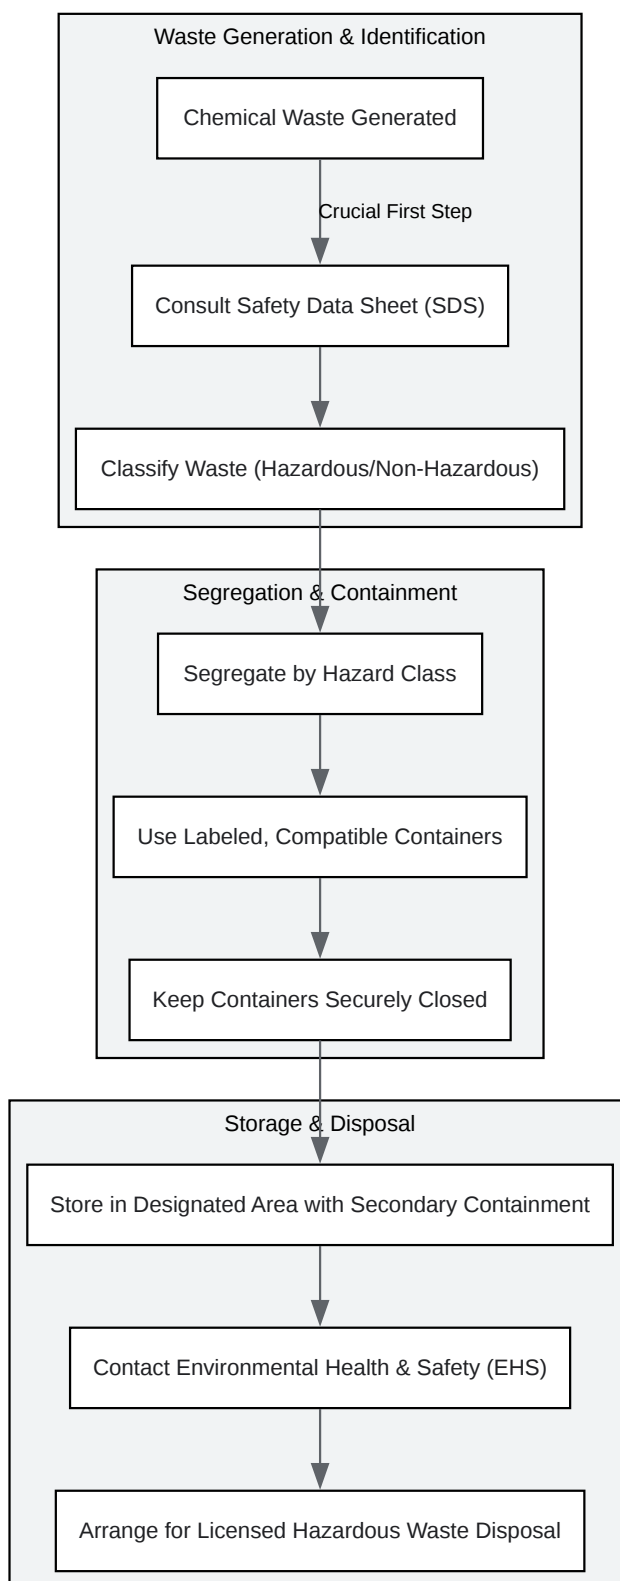 Waste Generation & Identification
Chemical Waste Generated
Crucial First Step
Consult Safety Data Sheet (SDS)
Classify Waste (Hazardous/Non-Hazardous)
Segregation & Containment
Segregate by Hazard Class
Use Labeled, Compatible Containers
Keep Containers Securely Closed
Storage & Disposal
Store in Designated Area with Secondary Containment
Contact Environmental Health & Safety (EHS)
Arrange for Licensed Hazardous Waste Disposal